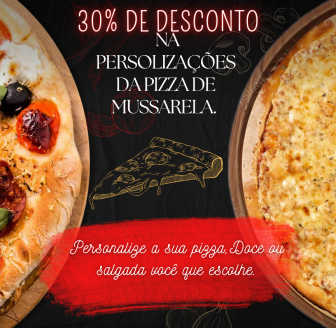 30% DE DESCONTO
NA
PERSOLIZAÇÕES
DA PIZZA DE
MUSSARELA.
Personalize a sua pizza,Doce ou
salgada você que escolhe.